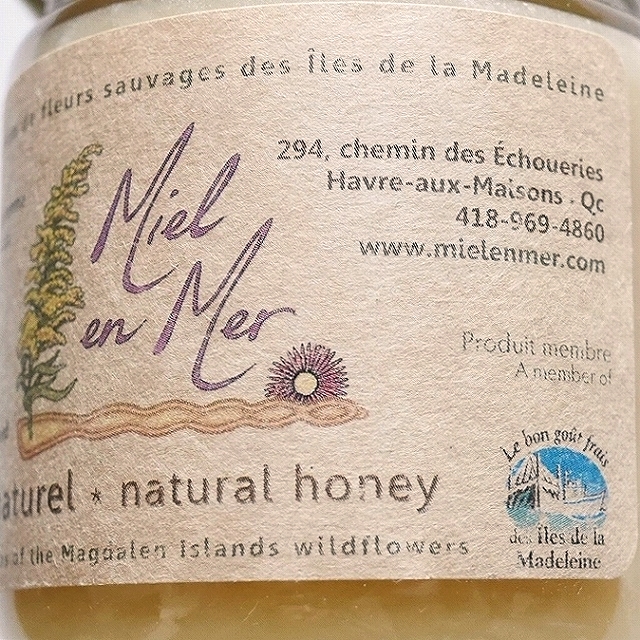 de fleurs sauvages des Îles de la Madeleine
294, chemin des Échoueries
Havre-aux-Maisons . Qc
418-969-4860
www.mielenmer.com
Miel
en Mer
Produit membre
A member of
Le bon goût frais
des Îles de la
Madeleine
naturel * natural honey
of the Magdalen Islands wildflowers